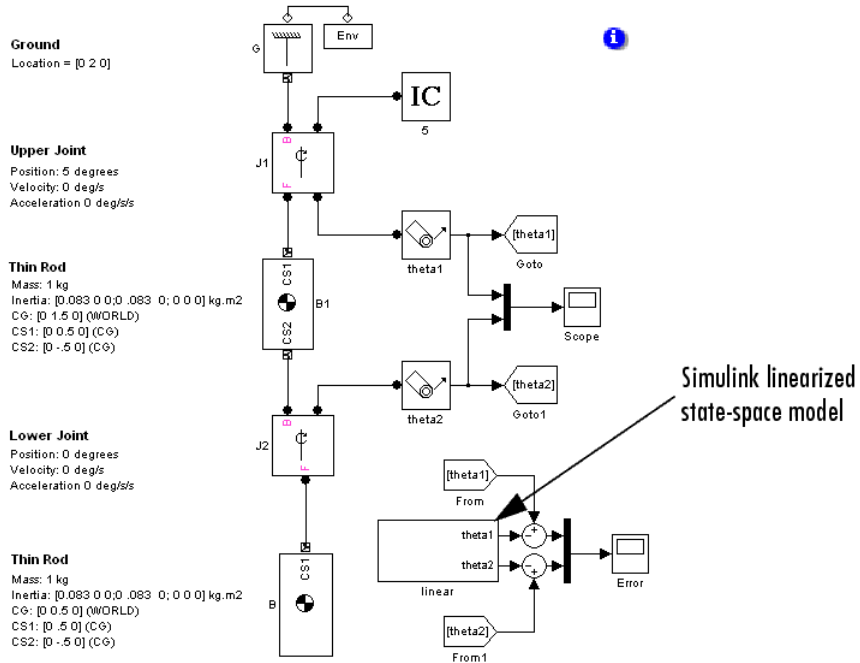 Env
G
i
Ground
Location = [0 2 0]
IC
5
Upper Joint
Position: 5 degrees
Velocity: 0 deg/s
Acceleration 0 deg/s/s
J1
B
F
[theta1]
Goto
theta1
Thin Rod
Mass: 1 kg
Inertia: [0.083 0 0;0 .083 0; 0 0 0] kg.m2
CG: [0 1.5 0] (WORLD)
CS1: [0 0.5 0] (CG)
CS2: [0 -.5 0] (CG)
CS1
CS2
B1
Scope
[theta2]
Goto1
theta2
Simulink linearized
state-space model
Lower Joint
Position: 0 degrees
Velocity: 0 deg/s
Acceleration 0 deg/s/s
J2
B
F
[theta1]
From
theta1
theta2
linear
+
−
−
+
Error
[theta2]
From1
Thin Rod
Mass: 1 kg
Inertia: [0.083 0 0;0 .083 0; 0 0 0] kg.m2
CG: [0 0.5 0] (WORLD)
CS1: [0 .5 0] (CG)
CS2: [0 -.5 0] (CG)
CS1
B